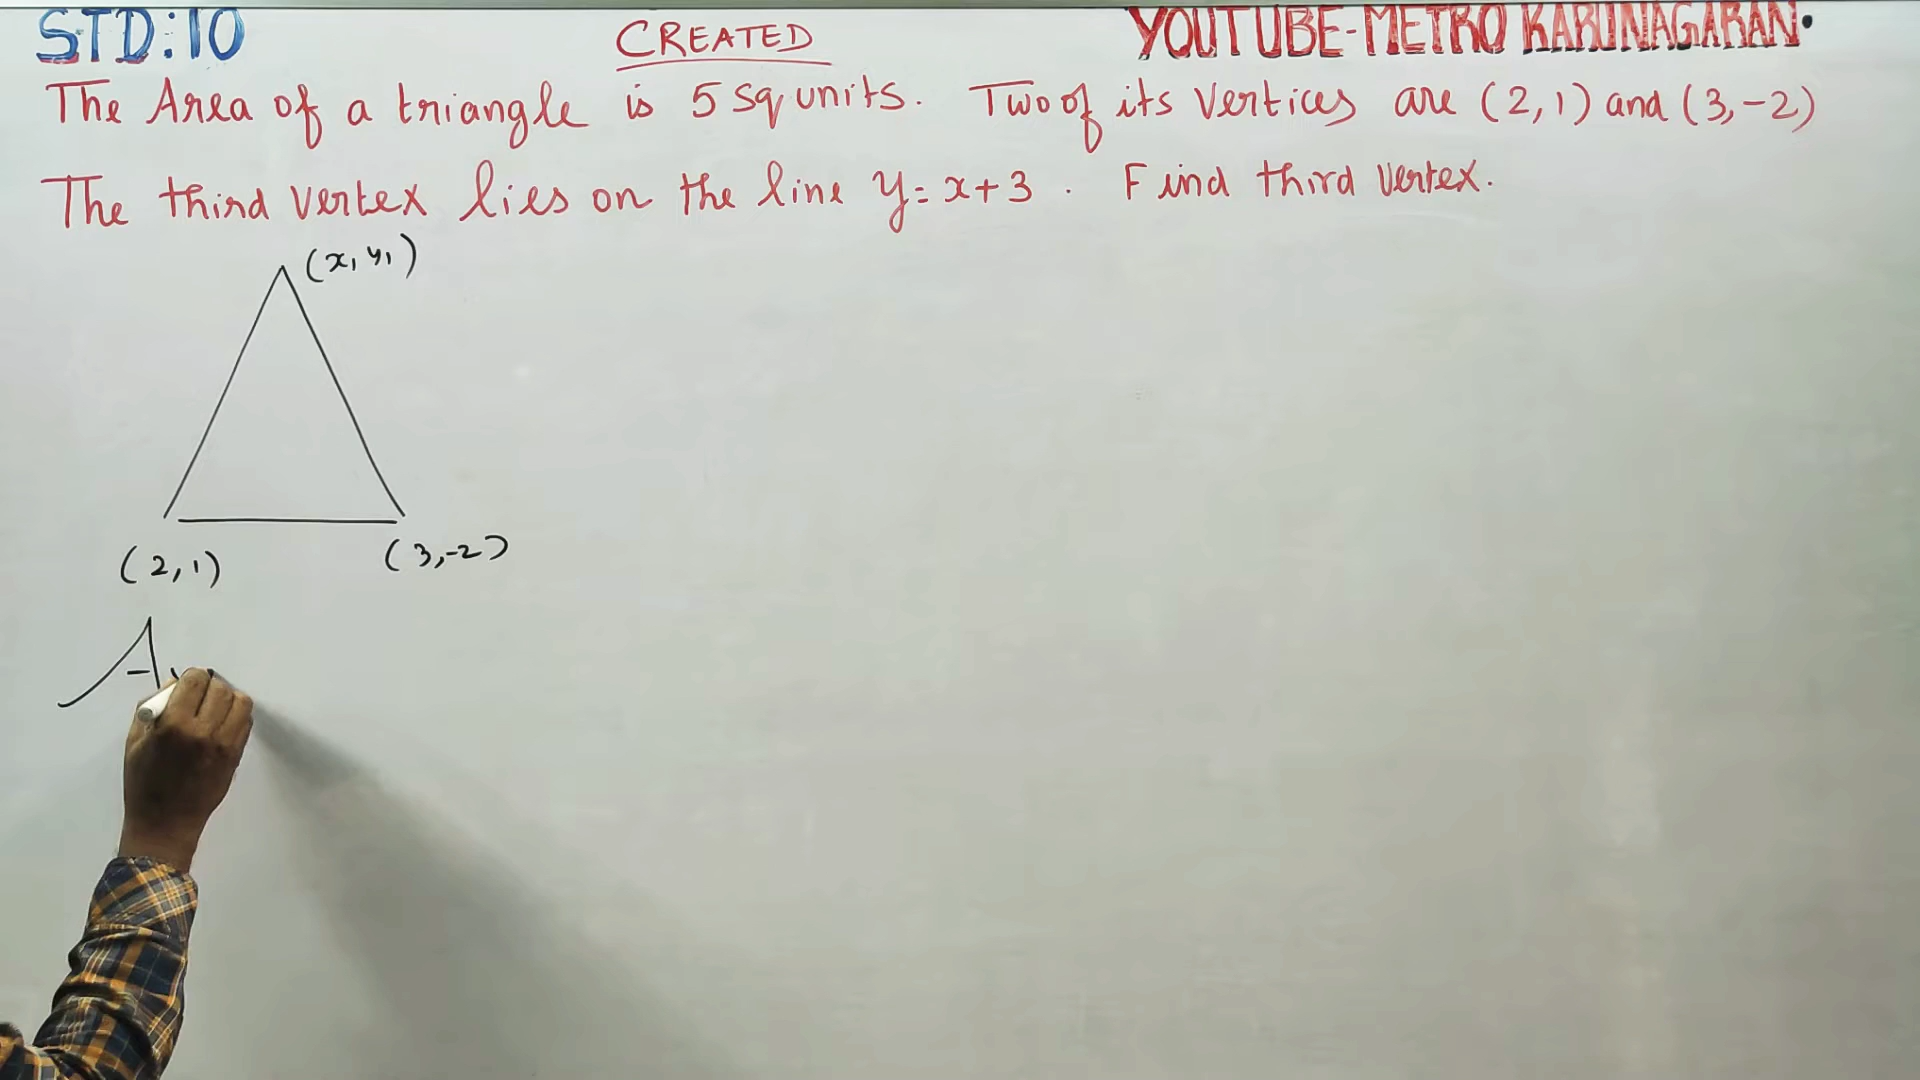 STD:10
CREATED
YOUTUBE-METRO KARUNAGARAN.
The Area of a triangle is 5 sq units. Two of its vertices are (2,1) and (3,-2)
The third vertex lies on the line y = x+3. Find third vertex.
(x₁ y₁)
(2,1)
(3,-2)